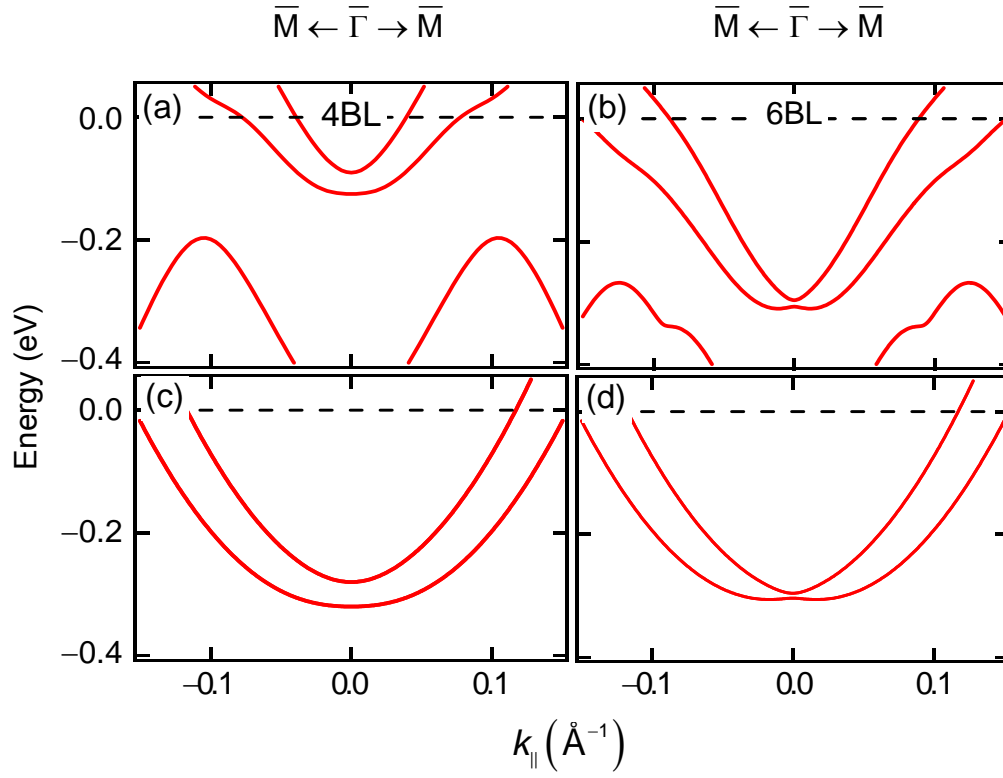 M̅ ← Γ̅ → M̅ M̅ ← Γ̅ → M̅
(a) 4BL (b) 6BL
0.0
−0.2
−0.4
(c) (d)
0.0
−0.2
−0.4
−0.1 0.0 0.1 −0.1 0.0 0.1
Energy (eV)
k∥ (Å⁻¹)